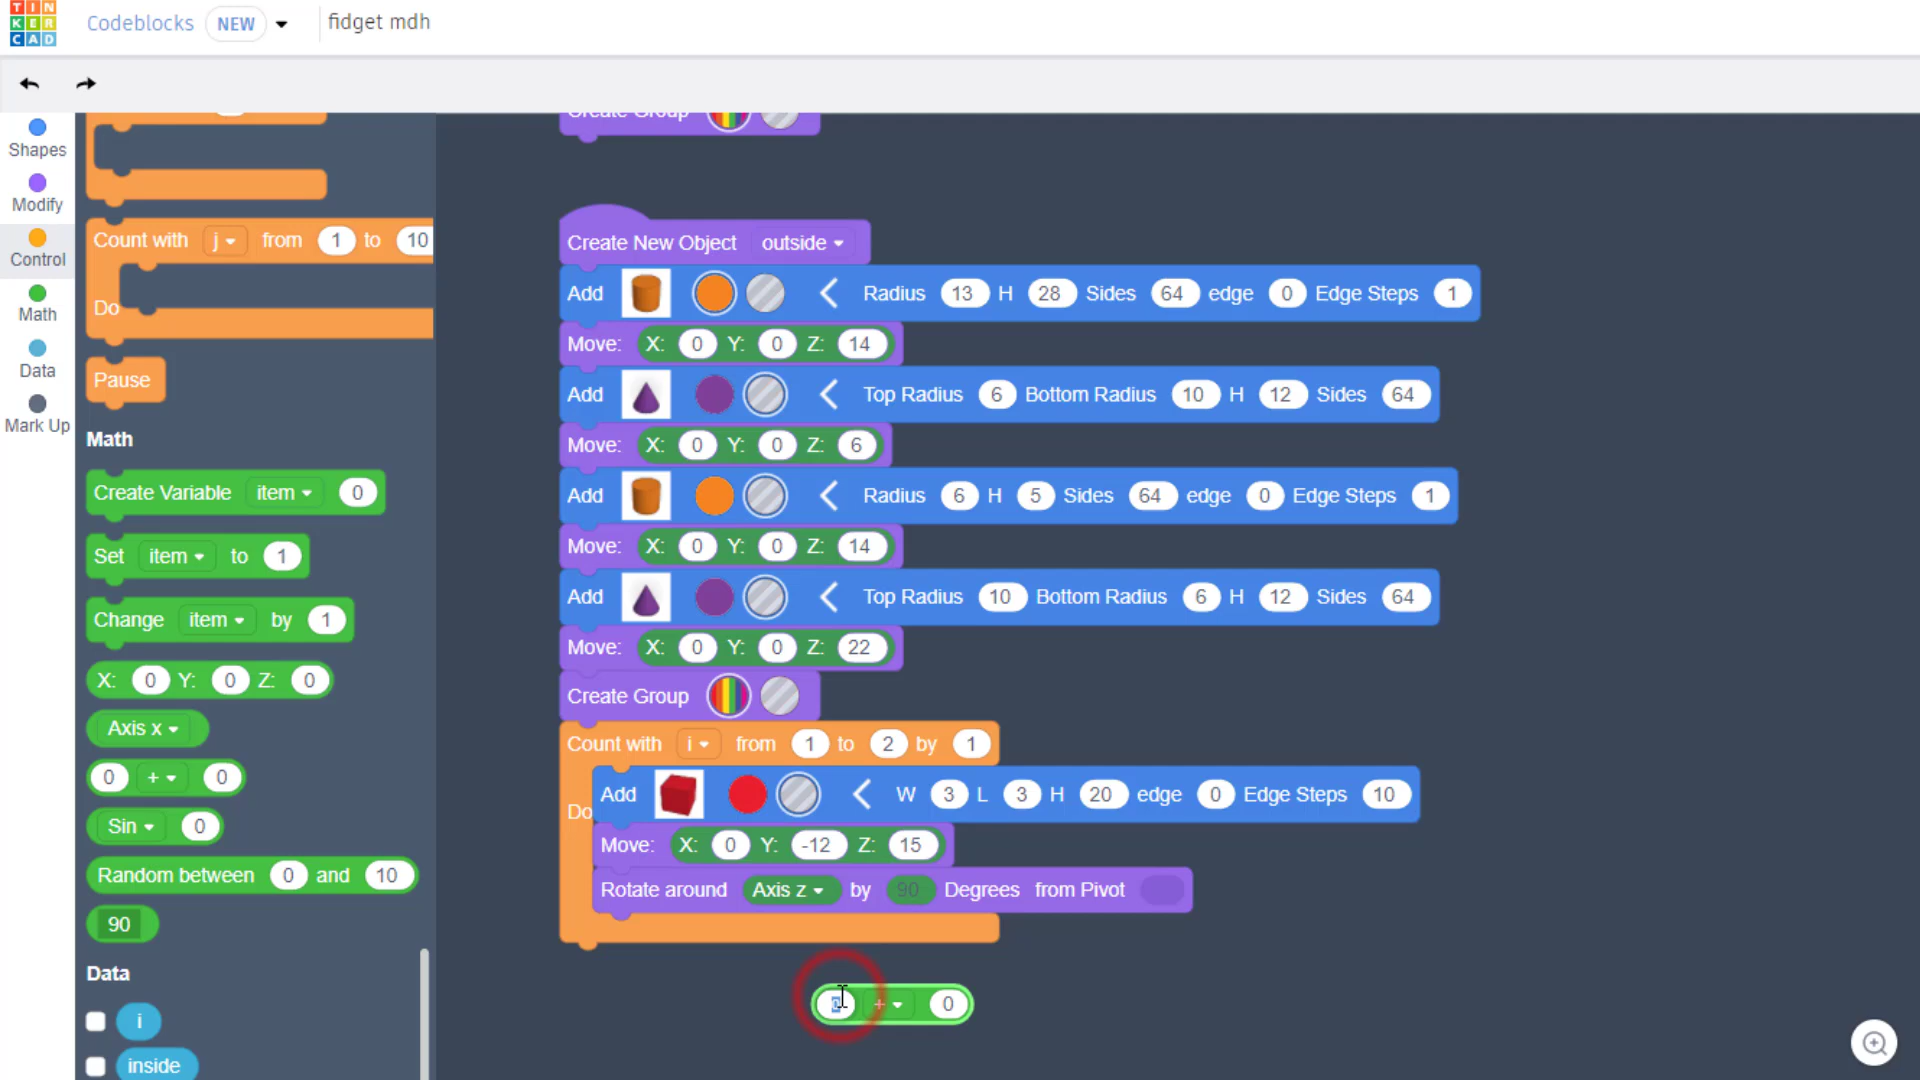 TIN
KER
CAD
Codeblocks NEW fidget mdh
Create Group
Shapes
Modify
Control
Math
Data
Mark Up
Count with j from 1 to 10
Do
Pause
Math
Create Variable item 0
Set item to 1
Change item by 1
X: 0 Y: 0 Z: 0
Axis x
0 + 0
Sin 0
Random between 0 and 10
90
Data
i
inside
Create New Object outside
Add Radius 13 H 28 Sides 64 edge 0 Edge Steps 1
Move: X: 0 Y: 0 Z: 14
Add Top Radius 6 Bottom Radius 10 H 12 Sides 64
Move: X: 0 Y: 0 Z: 6
Add Radius 6 H 5 Sides 64 edge 0 Edge Steps 1
Move: X: 0 Y: 0 Z: 14
Add Top Radius 10 Bottom Radius 6 H 12 Sides 64
Move: X: 0 Y: 0 Z: 22
Create Group
Count with i from 1 to 2 by 1
Do
Add W 3 L 3 H 20 edge 0 Edge Steps 10
Move: X: 0 Y: -12 Z: 15
Rotate around Axis z by 90 Degrees from Pivot
0 + 0